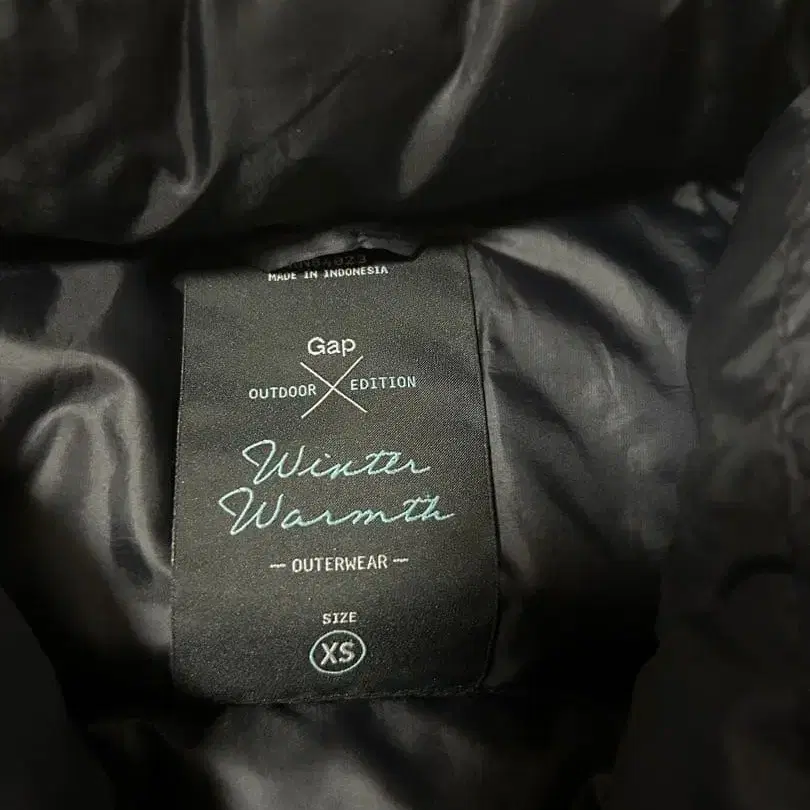 MADE IN INDONESIA
Gap
OUTDOOR EDITION
Winter
Warmth
OUTERWEAR
SIZE
XS